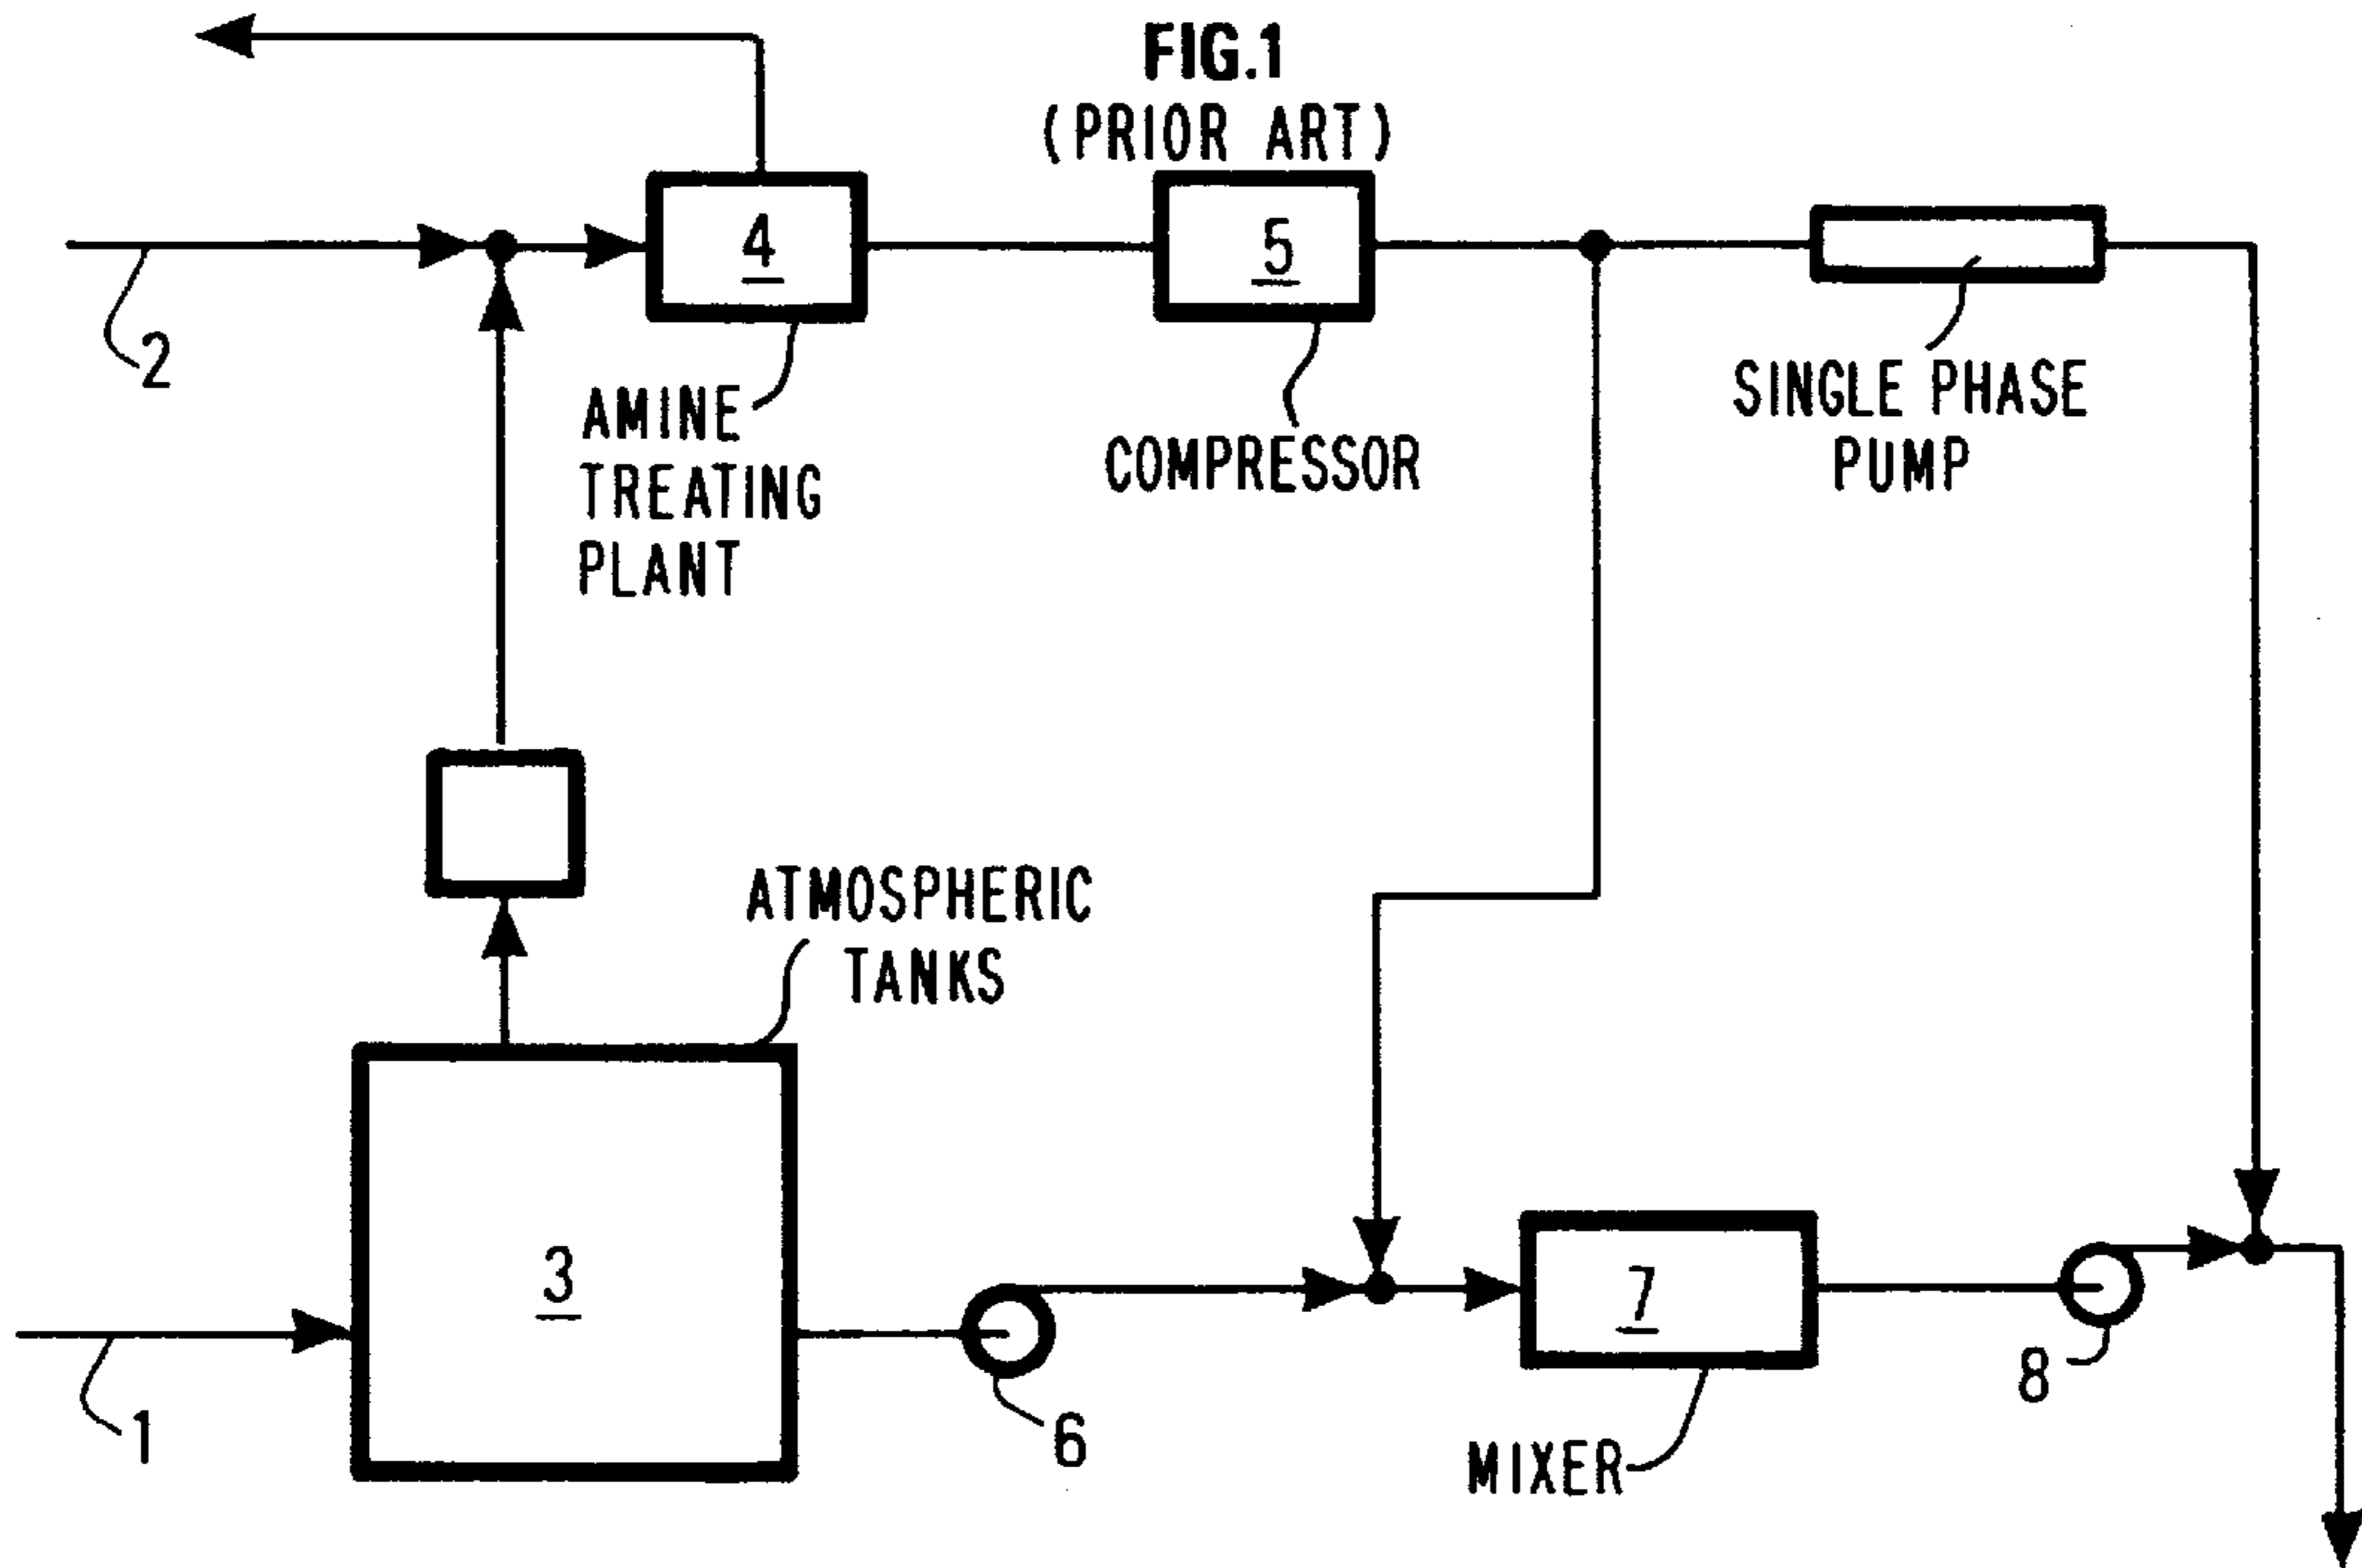 FIG.1
(PRIOR ART)
4
5
2
AMINE
TREATING
PLANT
COMPRESSOR
SINGLE PHASE
PUMP
ATMOSPHERIC
TANKS
3
7
1
6
8
MIXER